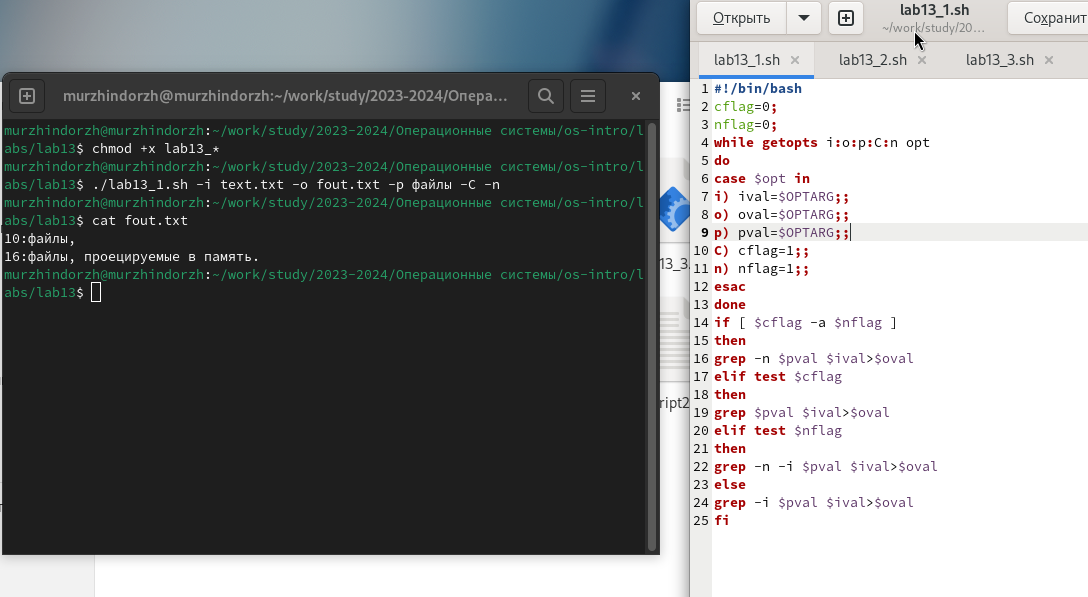 murzhindorzh@murzhindorzh:~/work/study/2023-2024/Опера...
murzhindorzh@murzhindorzh:~/work/study/2023-2024/Операционные системы/os-intro/l
abs/lab13$ chmod +x lab13_*
murzhindorzh@murzhindorzh:~/work/study/2023-2024/Операционные системы/os-intro/l
abs/lab13$ ./lab13_1.sh -i text.txt -o fout.txt -p файлы -C -n
murzhindorzh@murzhindorzh:~/work/study/2023-2024/Операционные системы/os-intro/l
abs/lab13$ cat fout.txt
10:файлы,
16:файлы, проецируемые в память.
murzhindorzh@murzhindorzh:~/work/study/2023-2024/Операционные системы/os-intro/l
abs/lab13$
13_3
ript2
Открыть
lab13_1.sh
~/work/study/20...
Сохранит
lab13_1.sh
lab13_2.sh
lab13_3.sh
1 #!/bin/bash
2 cflag=0;
3 nflag=0;
4 while getopts i:o:p:C:n opt
5 do
6 case $opt in
7 i) ival=$OPTARG;;
8 o) oval=$OPTARG;;
9 p) pval=$OPTARG;;
10 C) cflag=1;;
11 n) nflag=1;;
12 esac
13 done
14 if [ $cflag -a $nflag ]
15 then
16 grep -n $pval $ival>$oval
17 elif test $cflag
18 then
19 grep $pval $ival>$oval
20 elif test $nflag
21 then
22 grep -n -i $pval $ival>$oval
23 else
24 grep -i $pval $ival>$oval
25 fi